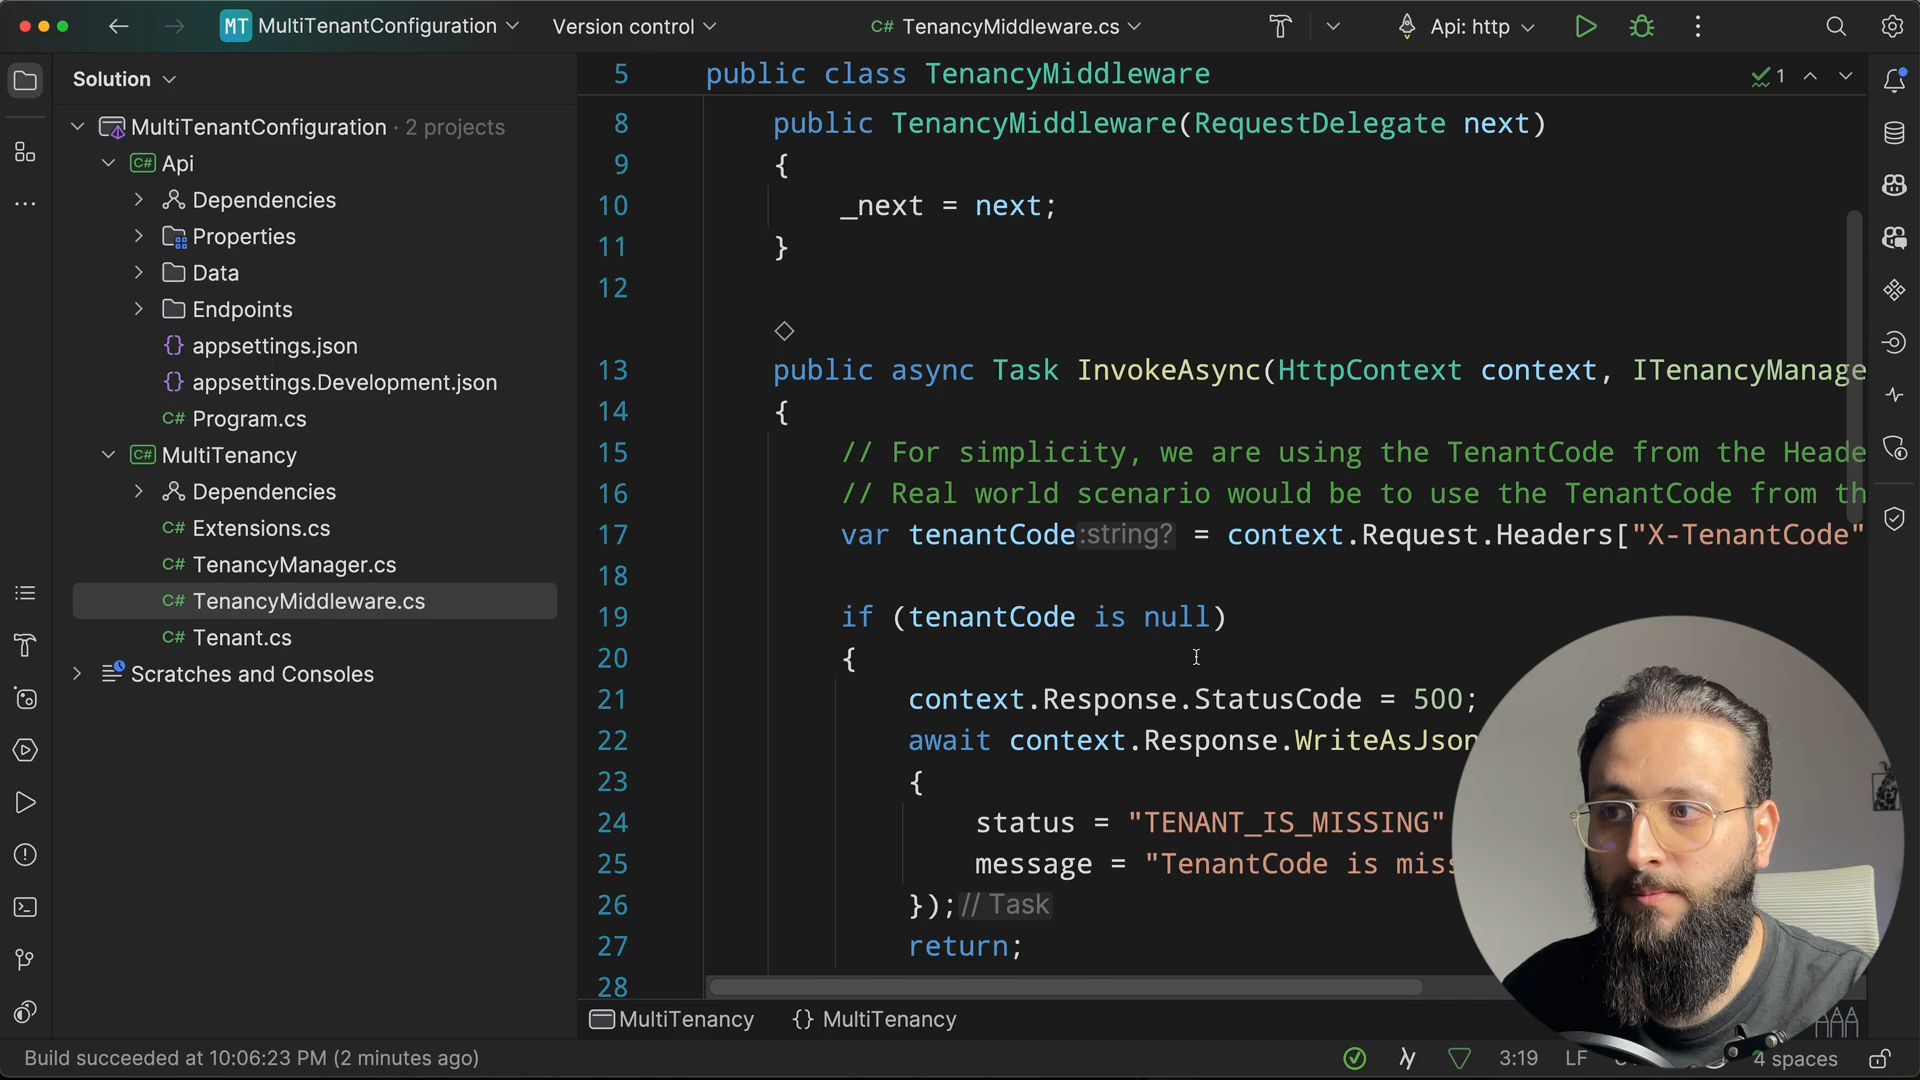 MT MultiTenantConfiguration
Version control
C# TenancyMiddleware.cs
Api: http
Solution
MultiTenantConfiguration · 2 projects
C# Api
Dependencies
Properties
Data
Endpoints
{} appsettings.json
{} appsettings.Development.json
C# Program.cs
C# MultiTenancy
Dependencies
C# Extensions.cs
C# TenancyManager.cs
C# TenancyMiddleware.cs
C# Tenant.cs
Scratches and Consoles
5 public class TenancyMiddleware
1
8 public TenancyMiddleware(RequestDelegate next)
9 {
10 _next = next;
11 }
12
13 public async Task InvokeAsync(HttpContext context, ITenancyManage
14 {
15 // For simplicity, we are using the TenantCode from the Heade
16 // Real world scenario would be to use the TenantCode from th
17 var tenantCode:string? = context.Request.Headers["X-TenantCode"
18
19 if (tenantCode is null)
20 {
21 context.Response.StatusCode = 500;
22 await context.Response.WriteAsJson
23 {
24 status = "TENANT_IS_MISSING"
25 message = "TenantCode is miss
26 });// Task
27 return;
28
MultiTenancy
{} MultiTenancy
Build succeeded at 10:06:23 PM (2 minutes ago)
3:19
LF
4 spaces